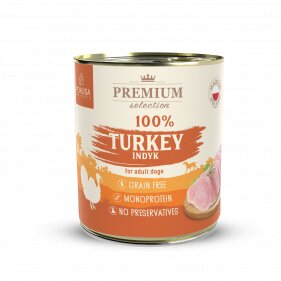 PREMIUM
selection
100%
TURKEY
INDYK
for adult dogs
GRAIN FREE
MONOPROTEIN
NO PRESERVATIVES